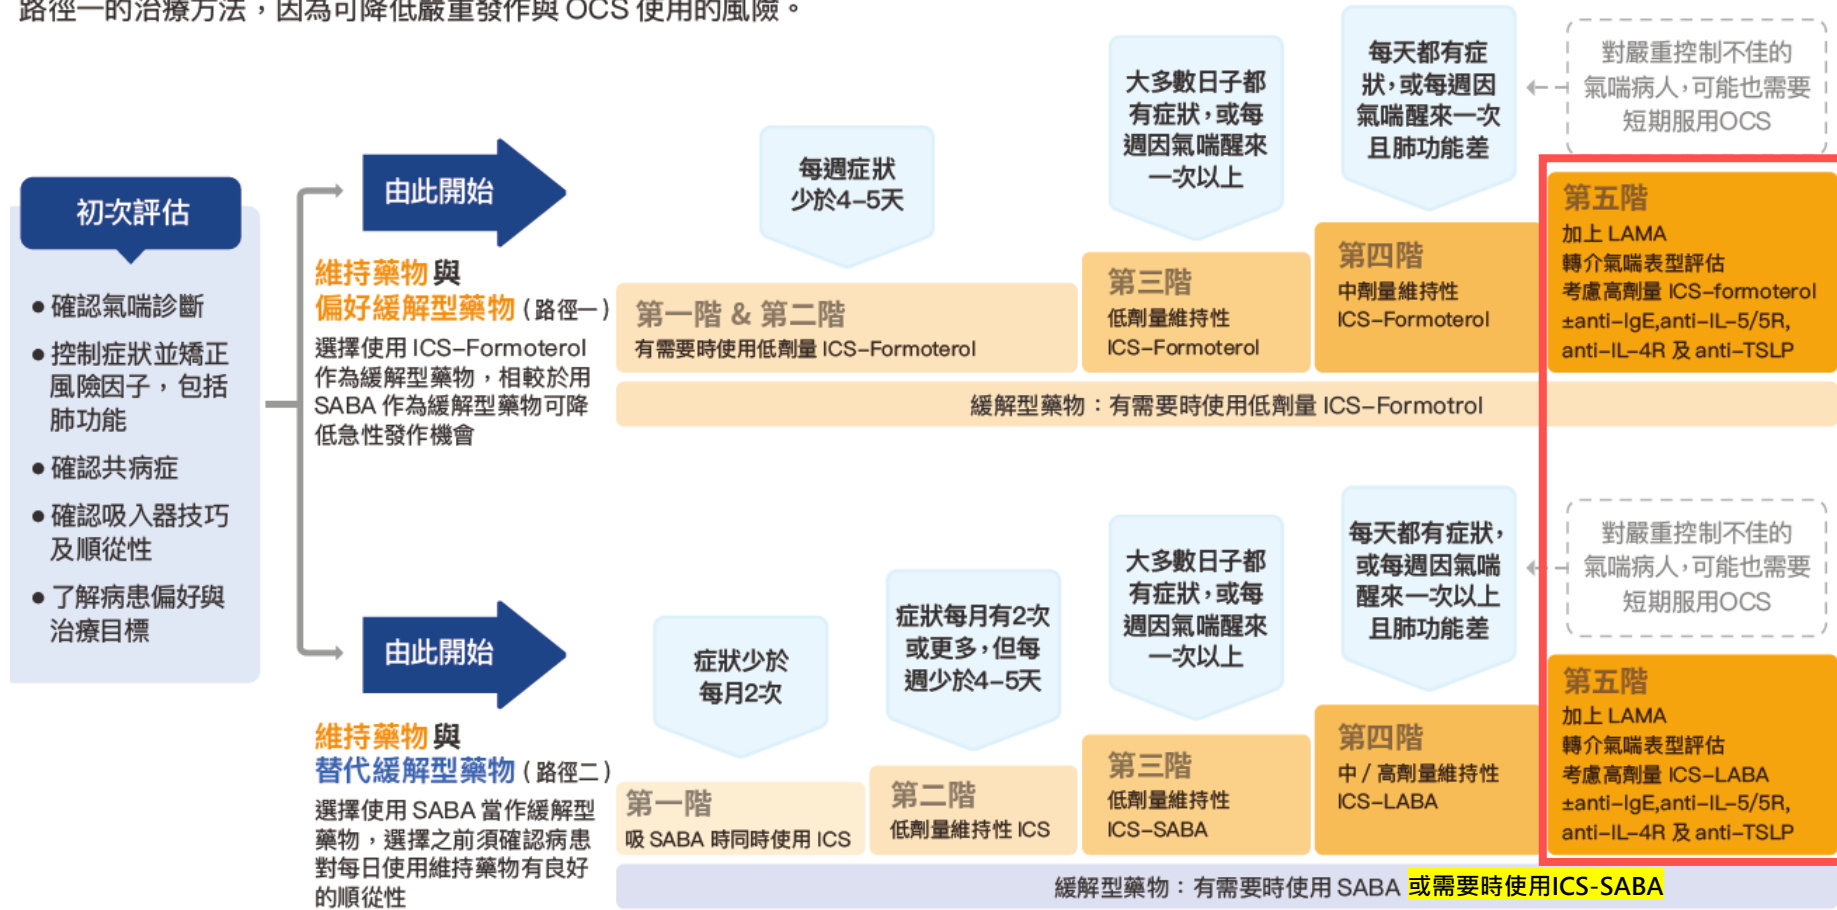 路徑一的治療方法，因為可降低嚴重發作與 OCS 使用的風險。
初次評估
● 確認氣喘診斷
● 控制症狀並矯正
風險因子，包括
肺功能
● 確認共病症
● 確認吸入器技巧
及順從性
● 了解病患偏好與
治療目標
由此開始
維持藥物 與
偏好緩解型藥物 (路徑一)
選擇使用 ICS-Formoterol
作為緩解型藥物，相較於用
SABA 作為緩解型藥物可降
低急性發作機會
每週症狀
少於4-5天
大多數日子都
有症狀，或每
週因氣喘醒來
一次以上
每天都有症
狀，或每週因
氣喘醒來一次
且肺功能差
對嚴重控制不佳的
氣喘病人，可能也需要
短期服用OCS
第一階 & 第二階
有需要時使用低劑量 ICS-Formoterol
第三階
低劑量維持性
ICS-Formoterol
第四階
中劑量維持性
ICS-Formoterol
第五階
加上 LAMA
轉介氣喘表型評估
考慮高劑量 ICS-formoterol
±anti-IgE,anti-IL-5/5R,
anti-IL-4R 及 anti-TSLP
緩解型藥物：有需要時使用低劑量 ICS-Formotrol
由此開始
維持藥物 與
替代緩解型藥物 (路徑二)
選擇使用 SABA 當作緩解型
藥物，選擇之前須確認病患
對每日使用維持藥物有良好
的順從性
症狀少於
每月2次
症狀每月有2次
或更多，但每
週少於4-5天
大多數日子都
有症狀，或每
週因氣喘醒來
一次以上
每天都有症狀，
或每週因氣喘
醒來一次以上
且肺功能差
對嚴重控制不佳的
氣喘病人，可能也需要
短期服用OCS
第一階
吸 SABA 時同時使用 ICS
第二階
低劑量維持性 ICS
第三階
低劑量維持性
ICS-SABA
第四階
中 / 高劑量維持性
ICS-LABA
第五階
加上 LAMA
轉介氣喘表型評估
考慮高劑量 ICS-LABA
±anti-IgE,anti-IL-5/5R,
anti-IL-4R 及 anti-TSLP
緩解型藥物：有需要時使用 SABA 或需要時使用ICS-SABA